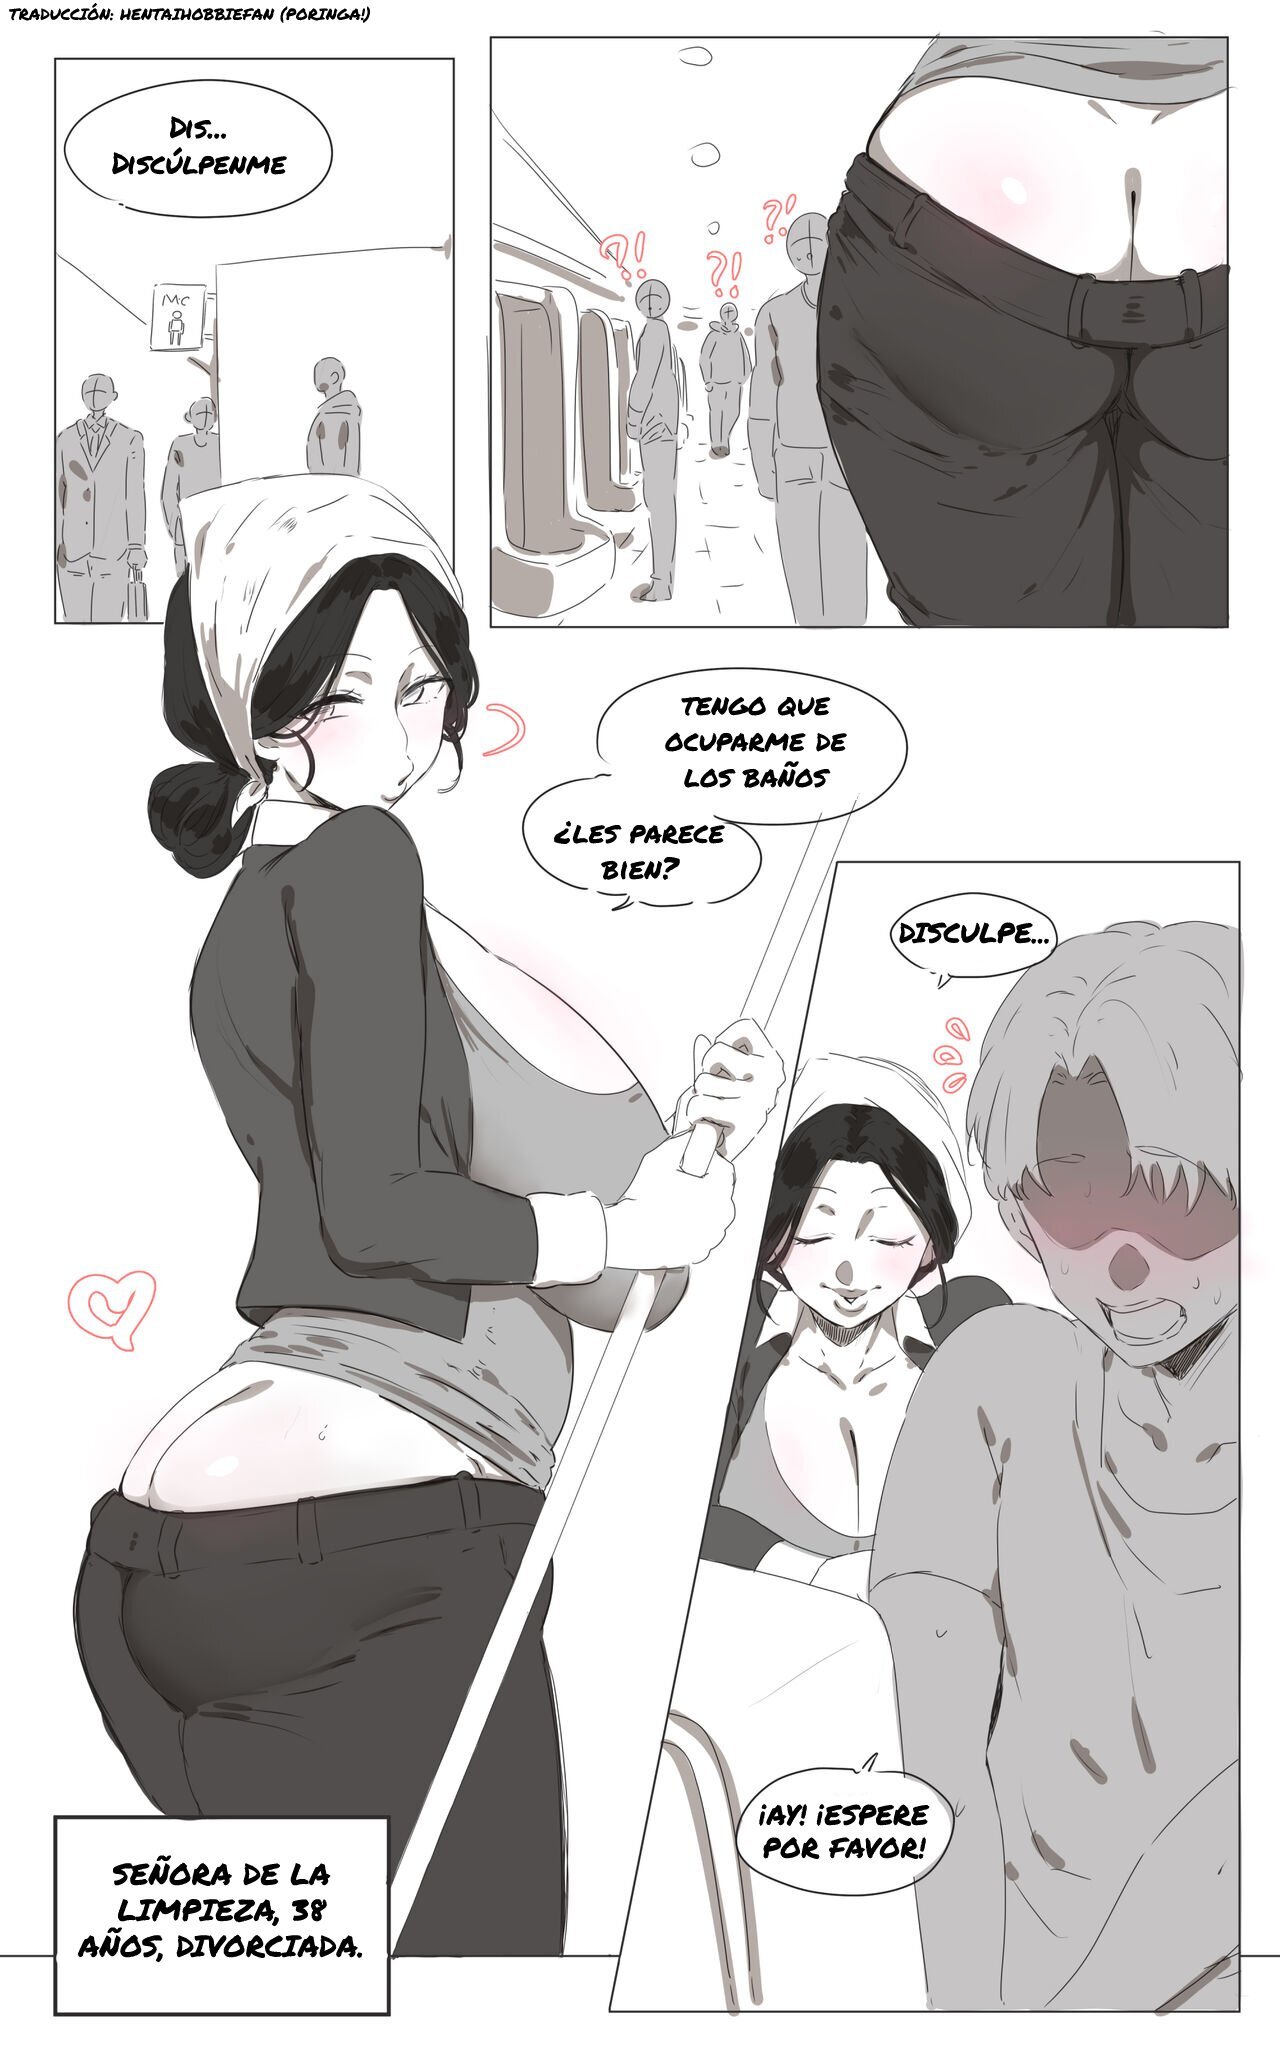 TRADUCCIÓN: HENTAIHOBBIEFAN (PORINGA!)
DIS...
DISCÚLPENME
M.C
?!
?!
?!
TENGO QUE
OCUPARME DE
LOS BAÑOS
¿LES PARECE
BIEN?
DISCULPE...
¡AY! ¡ESPERE
POR FAVOR!
SEÑORA DE LA
LIMPIEZA, 38
AÑOS, DIVORCIADA.